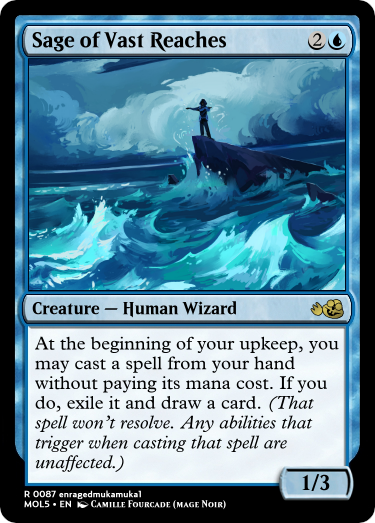 Sage of Vast Reaches 2
Creature — Human Wizard
At the beginning of your upkeep, you
may cast a spell from your hand
without paying its mana cost. If you
do, exile it and draw a card. (That
spell won't resolve. Any abilities that
trigger when casting that spell are
unaffected.)
1/3
R 0087 enragedmukamuka1
MOL5 • EN Camille Fourcade (Mage Noir)